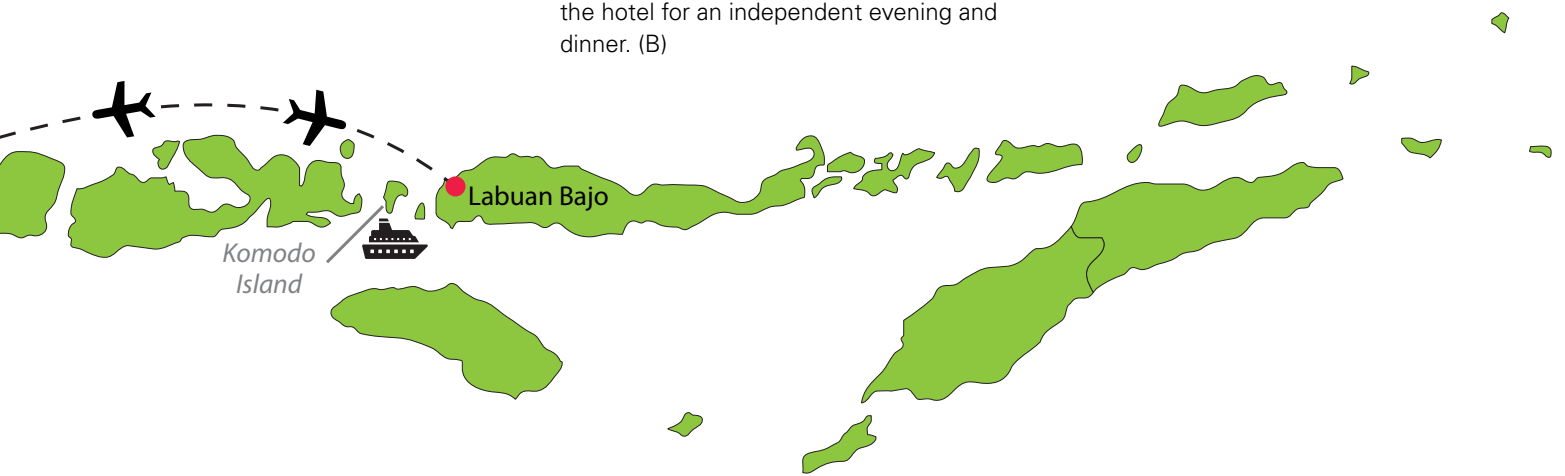 the hotel for an independent evening and
dinner. (B)
Labuan Bajo
Komodo
Island